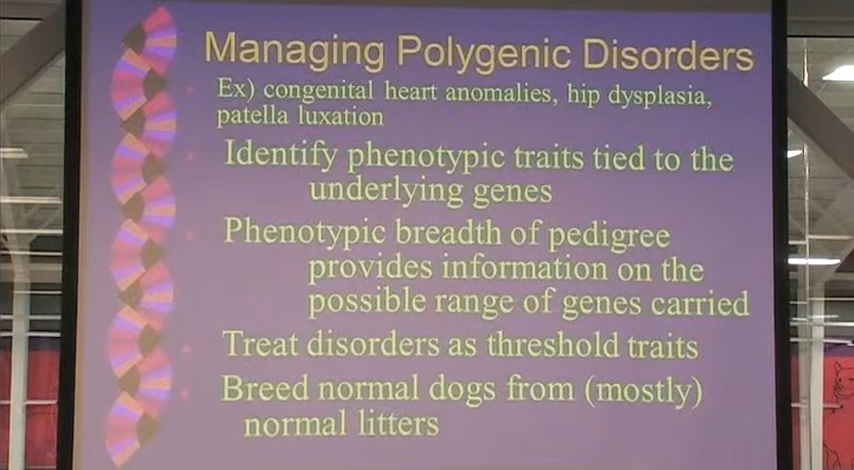 Managing Polygenic Disorders
Ex) congenital heart anomalies, hip dysplasia,
patella luxation
Identify phenotypic traits tied to the
underlying genes
Phenotypic breadth of pedigree
provides information on the
possible range of genes carried
Treat disorders as threshold traits
Breed normal dogs from (mostly)
normal litters